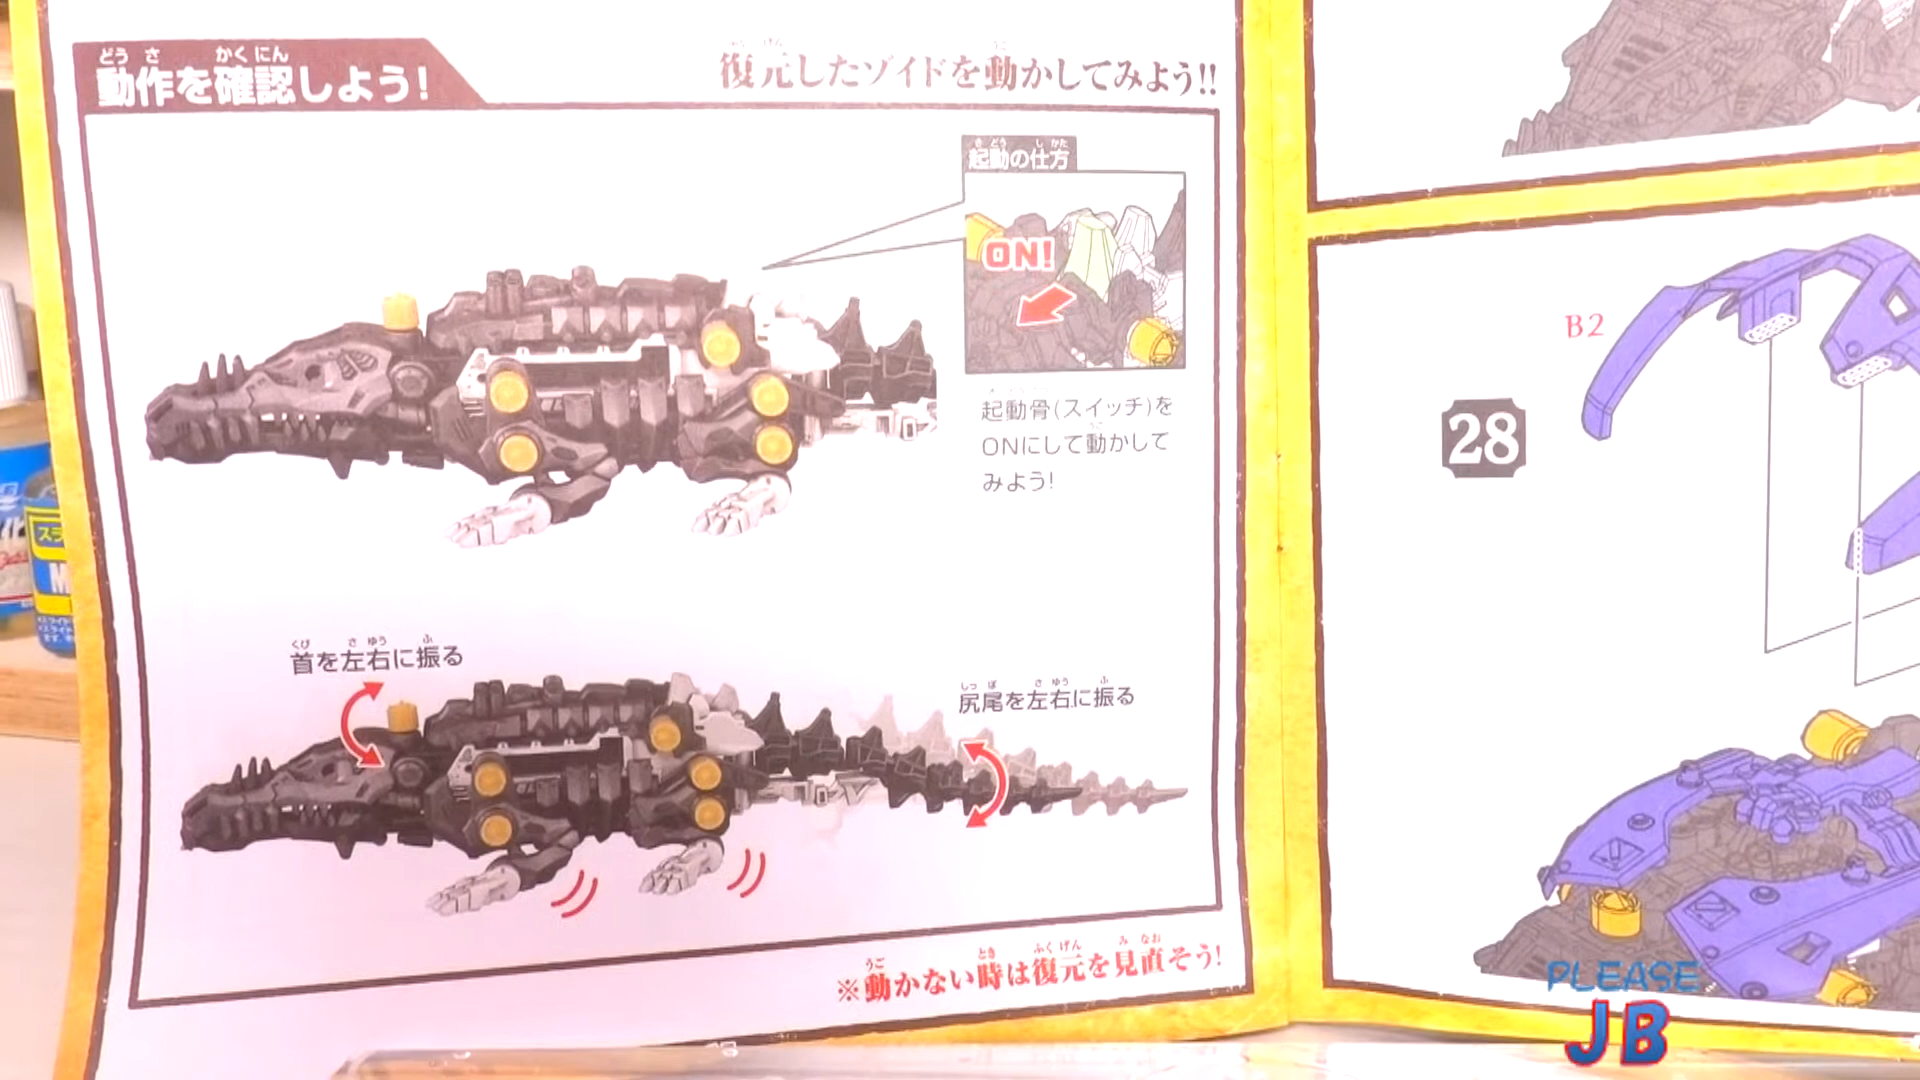 動作を確認しよう!
復元したゾイドを動かしてみよう!!
起動の仕方
ON!
起動骨(スイッチ)を
ONにして動かして
みよう!
首を左右に振る
尻尾を左右に振る
※動かない時は復元を見直そう!
B2
28
PLEASE
JB